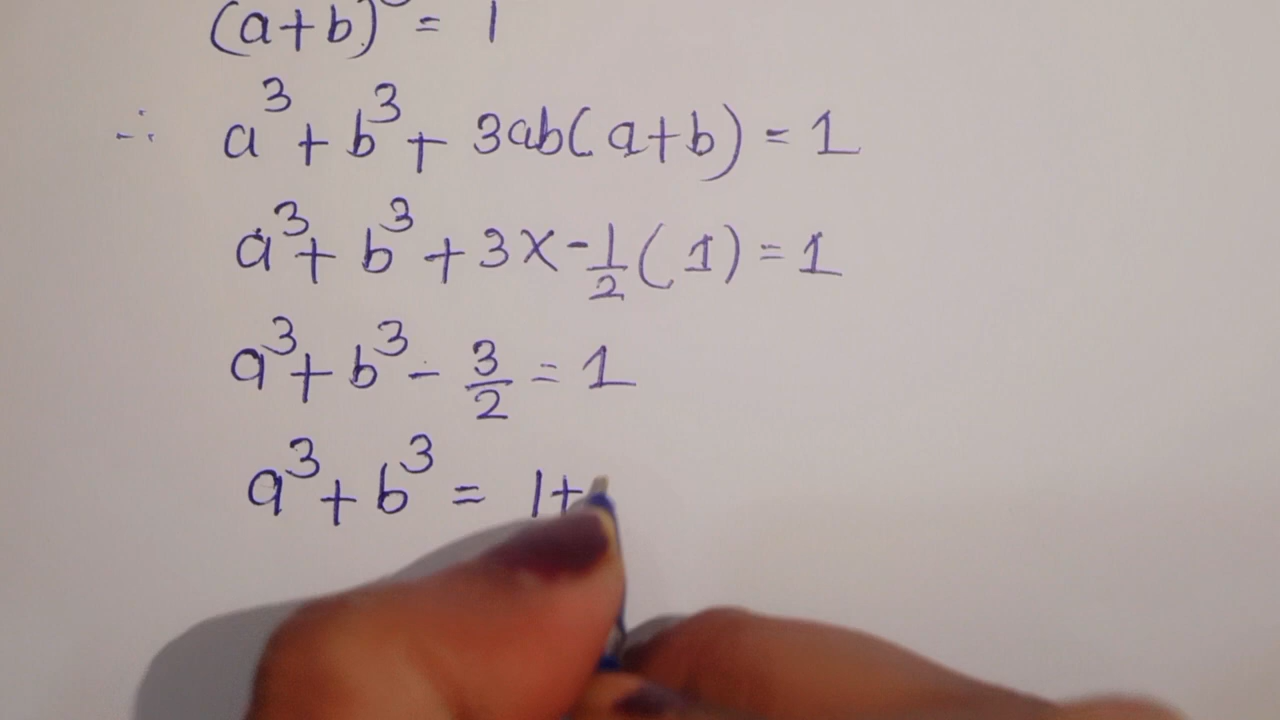 (a+b)³ = 1
∴ a³ + b³ + 3ab(a+b) = 1
a³ + b³ + 3 x -1/2 (1) = 1
a³ + b³ - 3/2 = 1
a³ + b³ = 1+